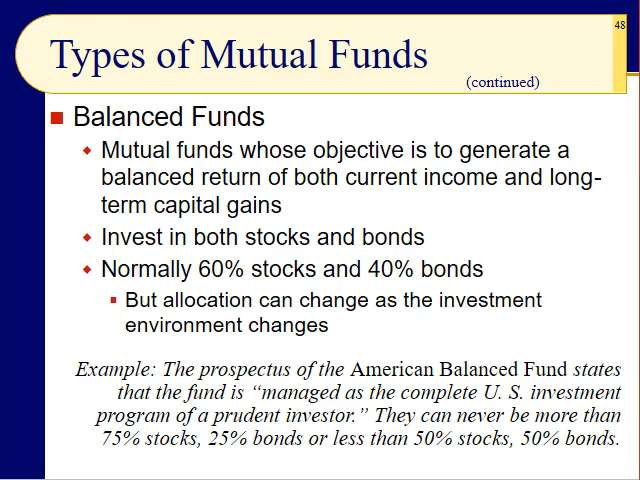 48
Types of Mutual Funds
(continued)
Balanced Funds
Mutual funds whose objective is to generate a
balanced return of both current income and long-
term capital gains
Invest in both stocks and bonds
Normally 60% stocks and 40% bonds
But allocation can change as the investment
environment changes
Example: The prospectus of the American Balanced Fund states
that the fund is “managed as the complete U. S. investment
program of a prudent investor.” They can never be more than
75% stocks, 25% bonds or less than 50% stocks, 50% bonds.